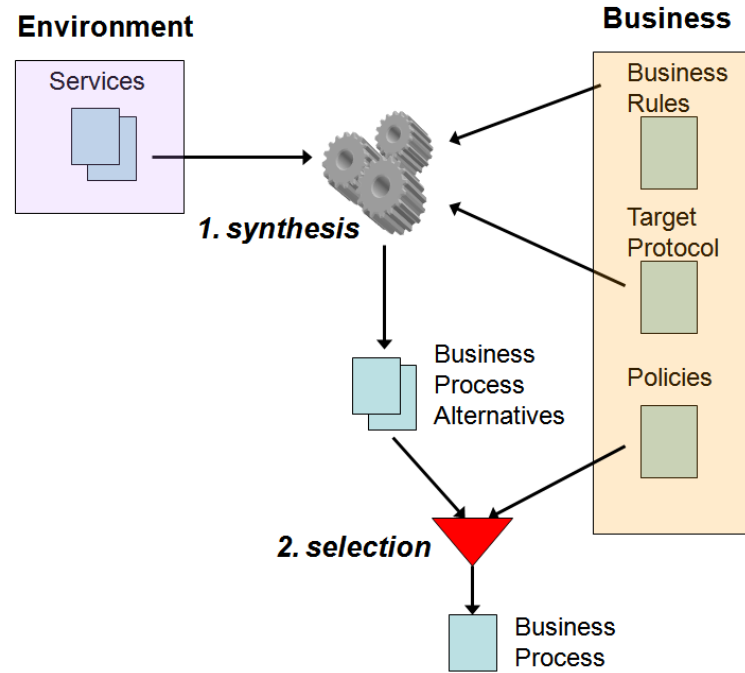 Environment
Business
Services
Business
Rules
1. synthesis
Target
Protocol
Business
Process
Alternatives
Policies
2. selection
Business
Process